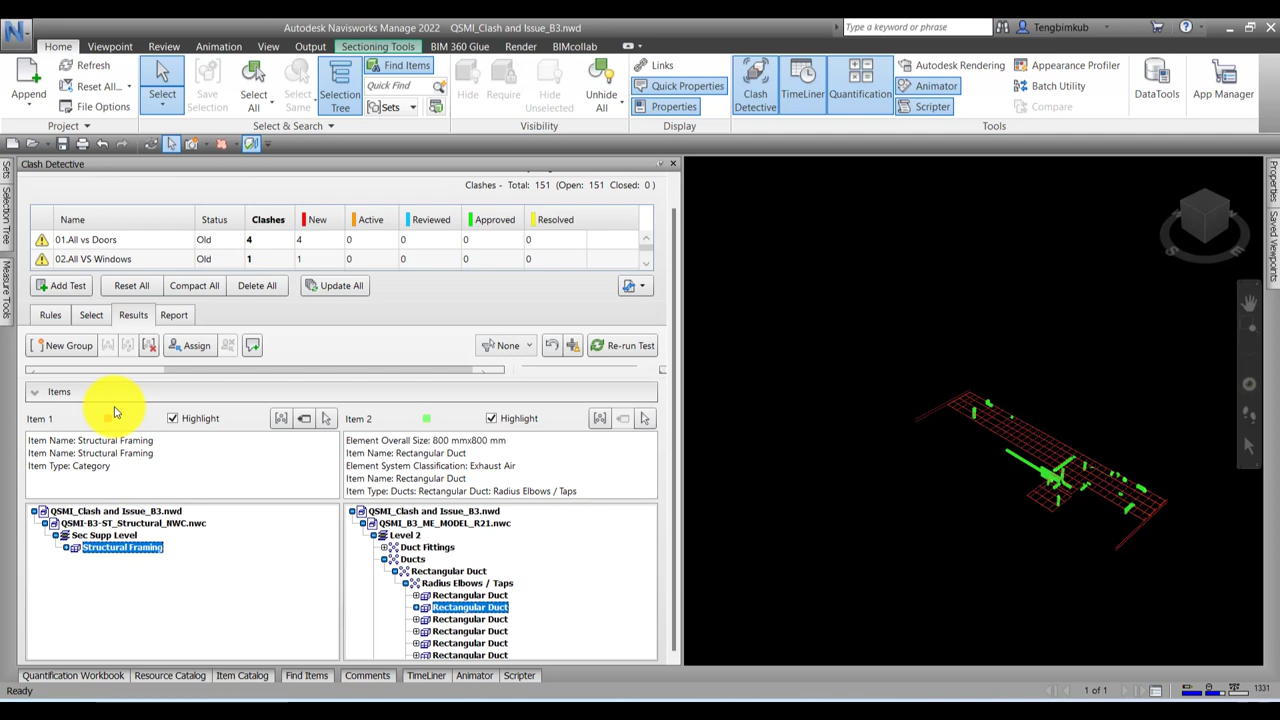 Autodesk Navisworks Manage 2022 QSMI_Clash and Issue_B3.nwd
Type a keyword or phrase
Tengbimkub
Home Viewpoint Review Animation View Output Sectioning Tools BIM 360 Glue Render BIMcollab
Append
Refresh
Reset All...
File Options
Project
Select
Save Selection
Select All
Select Same
Selection Tree
Find Items
Quick Find
Sets
Select & Search
Hide
Require
Hide Unselected
Unhide All
Visibility
Links
Quick Properties
Properties
Display
Clash Detective
TimeLiner
Quantification
Autodesk Rendering
Animator
Scripter
Appearance Profiler
Batch Utility
Compare
Tools
DataTools
App Manager
Sets
Selection Tree
Measure Tools
Clash Detective
Clashes - Total: 151 (Open: 151 Closed: 0 )
Name Status Clashes New Active Reviewed Approved Resolved
01.All vs Doors Old 4 4 0 0 0 0
02.All VS Windows Old 1 1 0 0 0 0
Add Test Reset All Compact All Delete All Update All
Rules Select Results Report
New Group Assign None Re-run Test
Items
Item 1 Highlight
Item 2 Highlight
Item Name: Structural Framing
Item Name: Structural Framing
Item Type: Category
Element Overall Size: 800 mmx800 mm
Item Name: Rectangular Duct
Element System Classification: Exhaust Air
Item Name: Rectangular Duct
Item Type: Ducts: Rectangular Duct: Radius Elbows / Taps
QSMI_Clash and Issue_B3.nwd
QSMI-B3-ST_Structural_NWC.nwc
Sec Supp Level
Structural Framing
QSMI_Clash and Issue_B3.nwd
QSMI_B3_ME_MODEL_R21.nwc
Level 2
Duct Fittings
Ducts
Rectangular Duct
Radius Elbows / Taps
Rectangular Duct
Rectangular Duct
Rectangular Duct
Rectangular Duct
Rectangular Duct
Rectangular Duct
Properties
Saved Viewpoints
S
E
Quantification Workbook Resource Catalog Item Catalog Find Items Comments TimeLiner Animator Scripter
Ready
1 of 1
1331